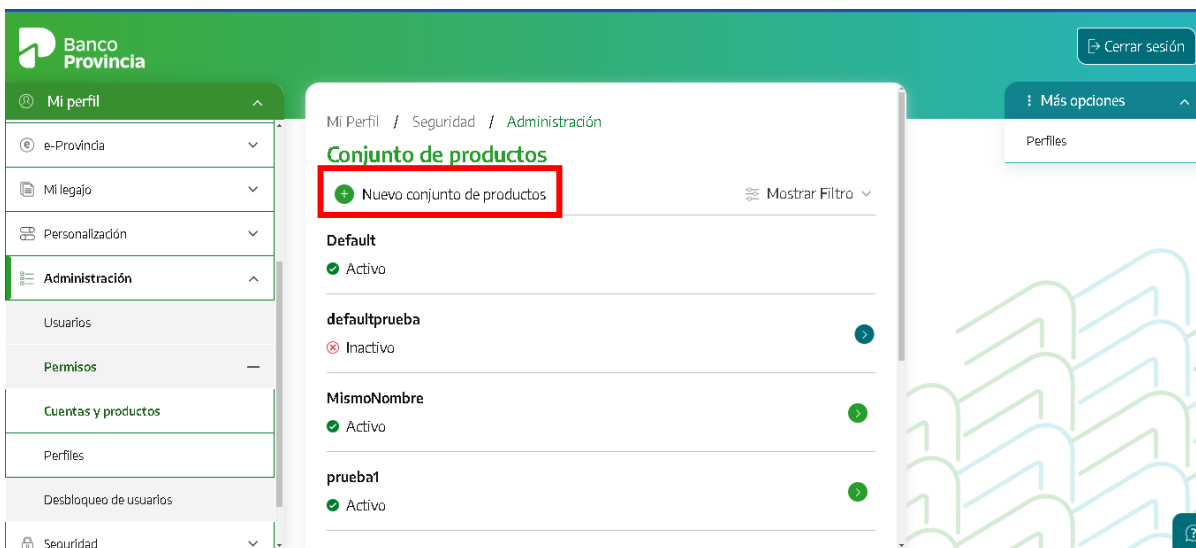 Banco
Provincia
Cerrar sesión
Mi perfil
e-Provincia
Mi legajo
Personalización
Administración
Usuarios
Permisos
Cuentas y productos
Perfiles
Desbloqueo de usuarios
Seguridad
Mi Perfil / Seguridad / Administración
Conjunto de productos
Nuevo conjunto de productos
Mostrar Filtro
Default
Activo
defaultprueba
Inactivo
MismoNombre
Activo
prueba1
Activo
Más opciones
Perfiles